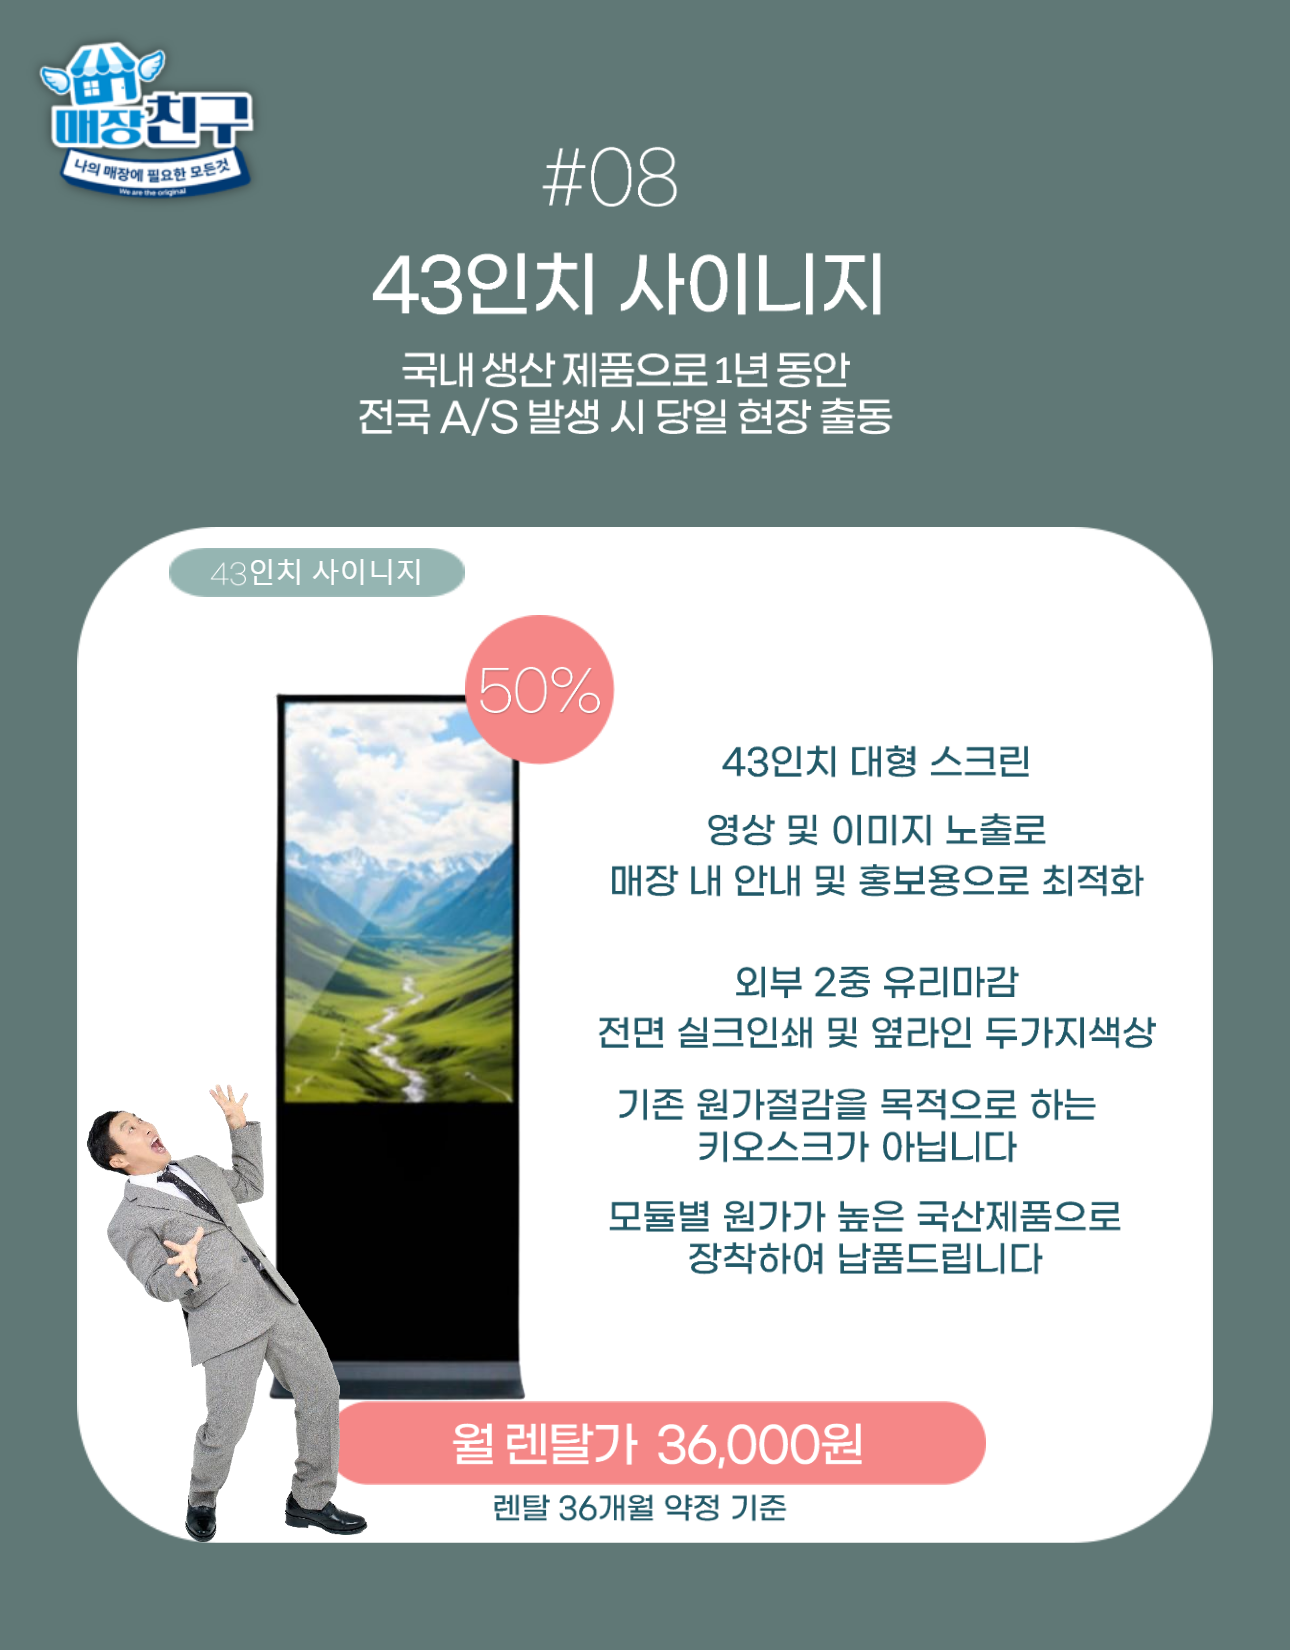 매장친구
나의 매장에 필요한 모든것
We are the original
#08
43인치 사이니지
국내 생산 제품으로 1년 동안
전국 A/S 발생 시 당일 현장 출동
43인치 사이니지
50%
43인치 대형 스크린
영상 및 이미지 노출로
매장 내 안내 및 홍보용으로 최적화
외부 2중 유리마감
전면 실크인쇄 및 옆라인 두가지색상
기존 원가절감을 목적으로 하는
키오스크가 아닙니다
모듈별 원가가 높은 국산제품으로
장착하여 납품드립니다
월 렌탈가 36,000원
렌탈 36개월 약정 기준